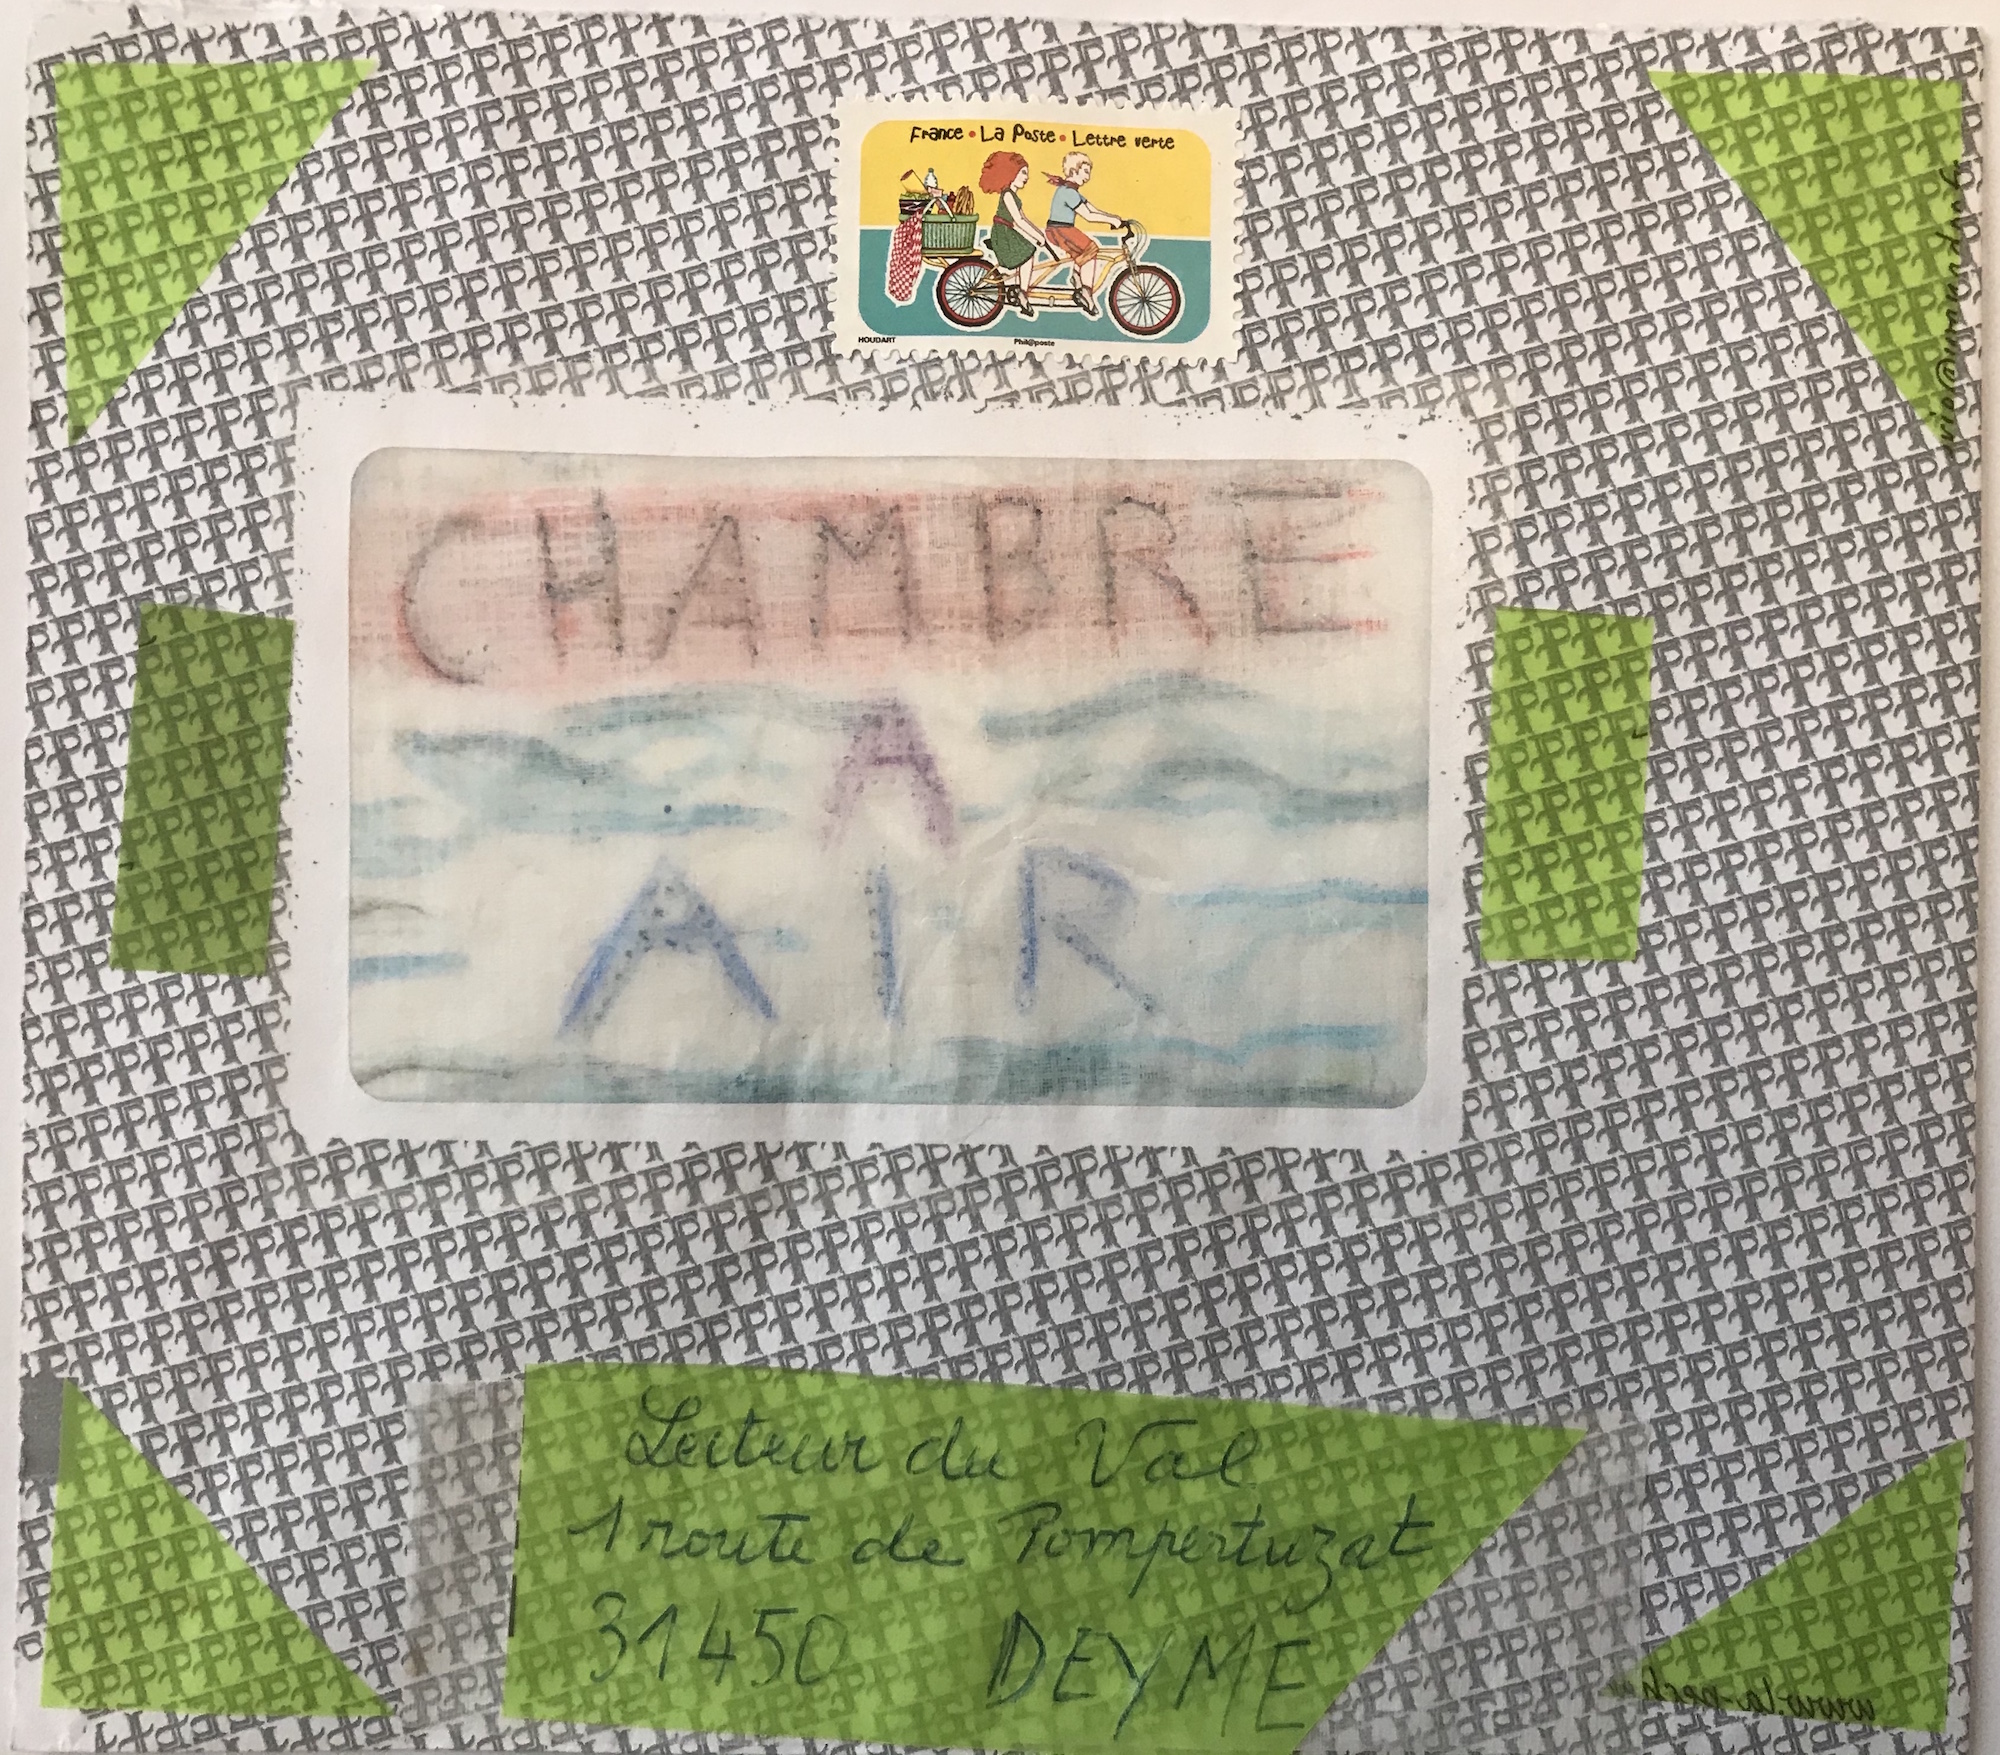 France • La Poste • Lettre verte
HOUDART
Phil@poste
CHAMBRE
A
AIR
Lecteur du Val
1 route de Pompertuzat
31450 DEYME